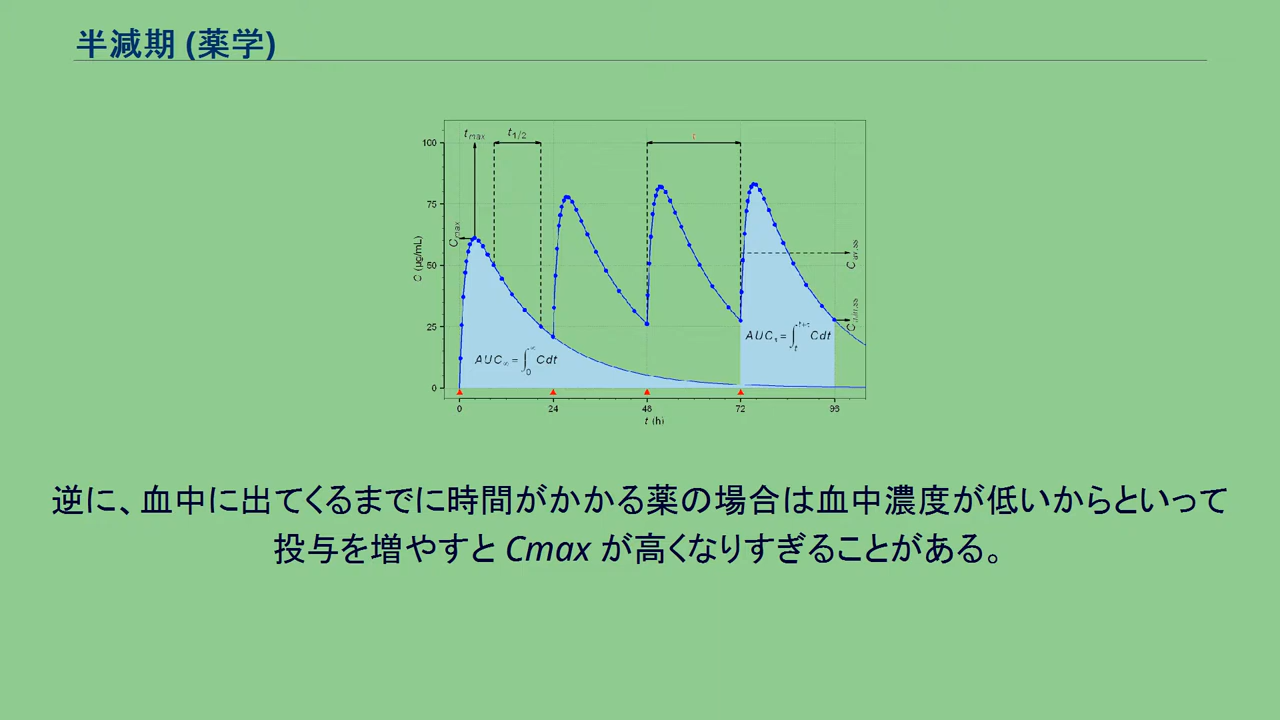 半減期 (薬学)
tmax
t1/2
τ
100
75
50
25
0
Cmax
C (µg/mL)
Cav,ss
Cmin,ss
AUC∞=∫0∞Cdt
AUCτ=∫tt+τCdt
0 24 48 72 96
t (h)
逆に、血中に出てくるまでに時間がかかる薬の場合は血中濃度が低いからといって
投与を増やすと Cmax が高くなりすぎることがある。